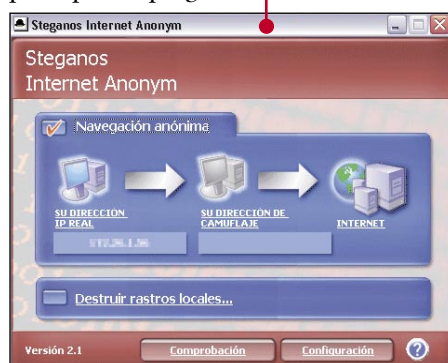 Steganos Internet Anonym
Steganos
Internet Anonym
Navegación anónima
SU DIRECCIÓN
IP REAL
SU DIRECCIÓN DE
CAMUFLAJE
INTERNET
Destruir rastros locales...
Versión 2.1
Comprobación
Configuración
?